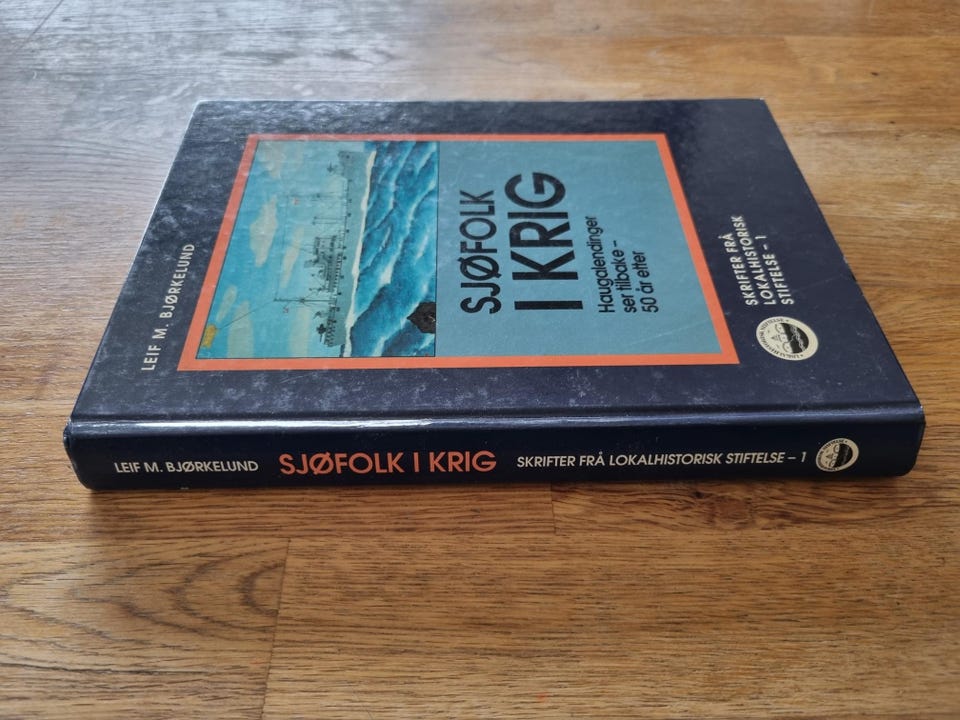 LEIF M. BJØRKELUND
SJØFOLK
I KRIG
Haugalendinger
ser tilbake –
50 år etter
SKRIFTER FRÅ
LOKALHISTORISK
STIFTELSE – 1
LEIF M. BJØRKELUND SJØFOLK I KRIG SKRIFTER FRÅ LOKALHISTORISK STIFTELSE – 1